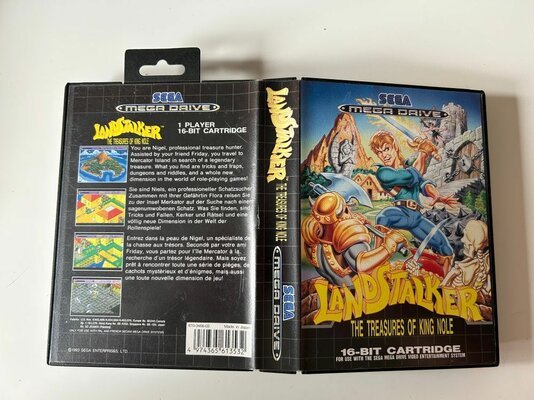 SEGA
MEGA DRIVE
LANDSTALKER
THE TREASURES OF KING NOLE
1 PLAYER
16-BIT CARTRIDGE
You are Nigel, professional treasure hunter.
Assisted by your friend Friday, you travel to
Mercator Island in search of a legendary
treasure. What you find are tricks and traps,
dungeons and riddles, and a whole new
dimension in the world of role-playing games!
Sie sind Niels, ein professioneller Schatzsucher.
Zusammen mit Ihrer Gefährtin Flora reisen Sie
zu der Insel Merkator auf der Suche nach einem
sagenumwobenen Schatz. Was Sie finden, sind
Tricks und Fallen, Kerker und Rätsel und eine
völlig neue Dimension in der Welt der
Rollenspiele!
Entrez dans la peau de Nigel, un spécialiste de
la chasse aux trésors. Secondé par votre ami
Friday, vous partez pour l'île Mercator à la
recherche d'un trésor légendaire. Mais soyez
prêt à rencontrer toute une série de pièges, de
cachots mystérieux et d'énigmes, mais aussi
une toute nouvelle dimension de jeu!
©1993 SEGA ENTERPRISES, LTD.
Made in Japan
4 974365 613532
LANDSTALKER
THE TREASURES OF KING NOLE
SEGA
MEGA DRIVE
SEGA
MEGA DRIVE
LANDSTALKER
THE TREASURES OF KING NOLE
16-BIT CARTRIDGE
FOR USE WITH THE SEGA MEGA DRIVE VIDEO ENTERTAINMENT SYSTEM